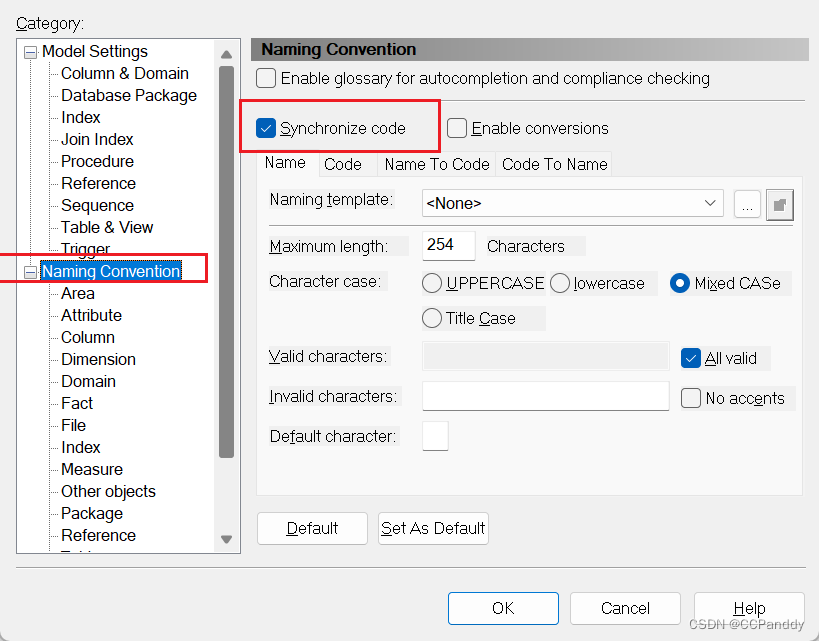 Category:
Model Settings
Column & Domain
Database Package
Index
Join Index
Procedure
Reference
Sequence
Table & View
Trigger
Naming Convention
Area
Attribute
Column
Dimension
Domain
Fact
File
Index
Measure
Other objects
Package
Reference
Naming Convention
Enable glossary for autocompletion and compliance checking
Synchronize code Enable conversions
Name Code Name To Code Code To Name
Naming template: <None> ...
Maximum length: 254 Characters
Character case: UPPERCASE lowercase Mixed CASe
Title Case
Valid characters: All valid
Invalid characters: No accents
Default character:
Default Set As Default
OK Cancel Help
CSDN @CCPanddy